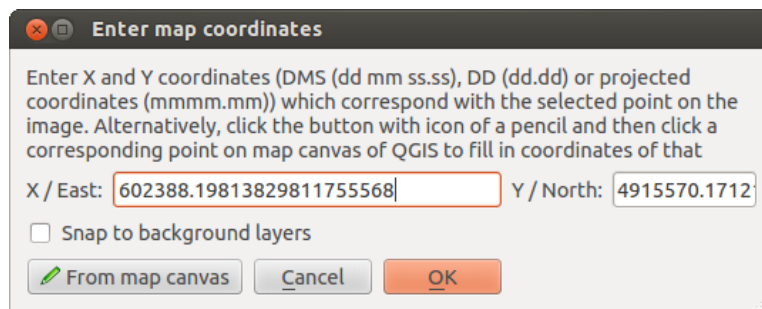 Enter map coordinates
Enter X and Y coordinates (DMS (dd mm ss.ss), DD (dd.dd) or projected
coordinates (mmmm.mm)) which correspond with the selected point on the
image. Alternatively, click the button with icon of a pencil and then click a
corresponding point on map canvas of QGIS to fill in coordinates of that
X / East: 602388.19813829811755568 Y / North: 4915570.1712
Snap to background layers
From map canvas Cancel OK